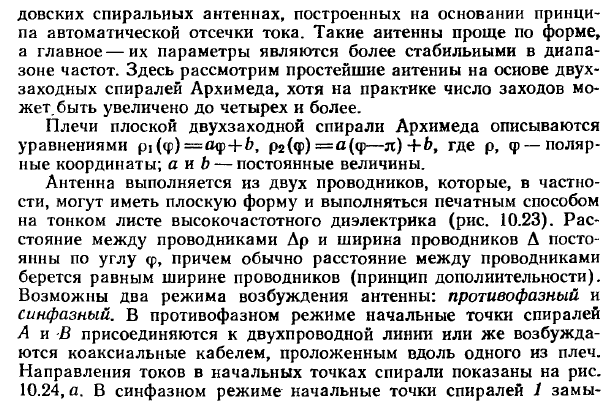 довских спиральных антеннах, построенных на основании принци-
па автоматической отсечки тока. Такие антенны проще по форме,
а главное — их параметры являются более стабильными в диапа-
зоне частот. Здесь рассмотрим простейшие антенны на основе двух-
заходных спиралей Архимеда, хотя на практике число заходов мо-
жет быть увеличено до четырех и более.
Плечи плоской двухзаходной спирали Архимеда описываются
уравнениями ρ₁(φ)=aφ+b, ρ₂(φ)=a(φ—π)+b, где ρ, φ — поляр-
ные координаты; a и b — постоянные величины.
Антенна выполняется из двух проводников, которые, в частно-
сти, могут иметь плоскую форму и выполняться печатным способом
на тонком листе высокочастотного диэлектрика (рис. 10.23). Рас-
стояние между проводниками Δρ и ширина проводников Δ посто-
янны по углу φ, причем обычно расстояние между проводниками
берется равным ширине проводников (принцип дополнительности).
Возможны два режима возбуждения антенны: противофазный и
синфазный. В противофазном режиме начальные точки спиралей
A и B присоединяются к двухпроводной линии или же возбужда-
ются коаксиальные кабелем, проложенным вдоль одного из плеч.
Направления токов в начальных точках спирали показаны на рис.
10.24, а. В синфазном режиме начальные точки спиралей 1 замы-